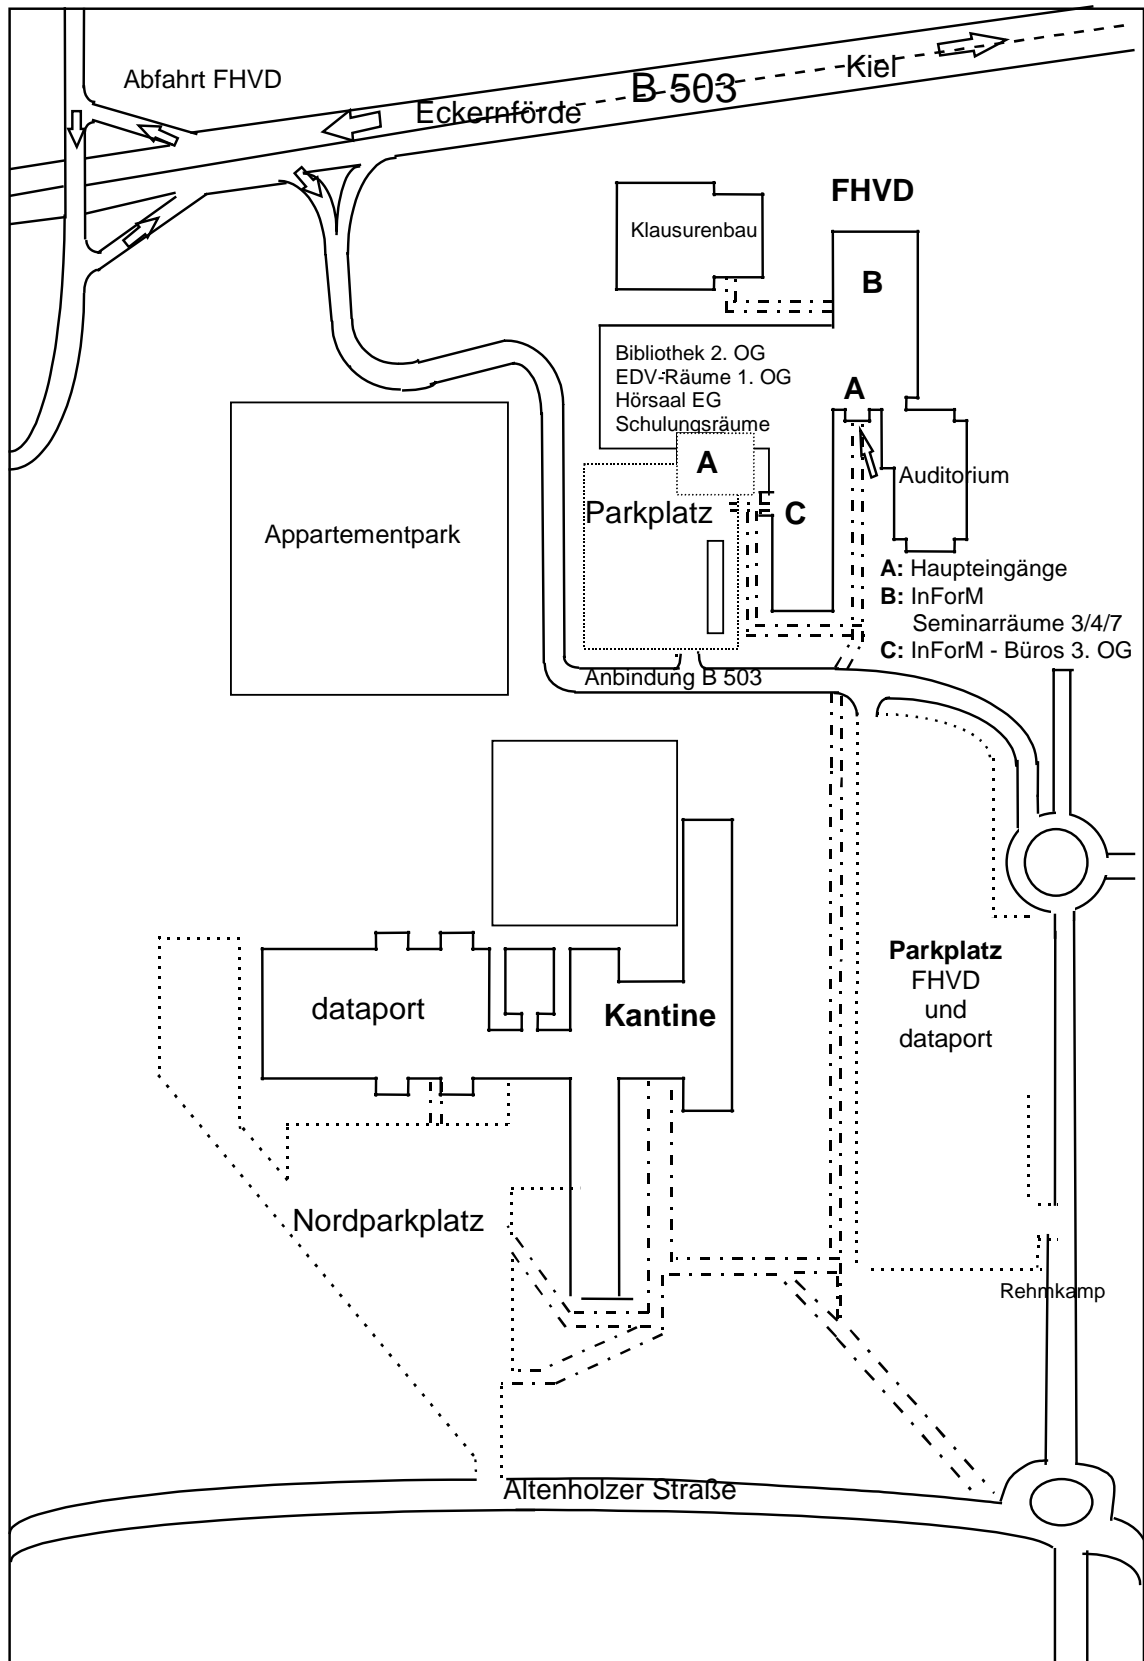 Abfahrt FHVD
Kiel
B 503
Eckernförde
FHVD
Klausurenbau
B
Bibliothek 2. OG
EDV-Räume 1. OG
Hörsaal EG
Schulungsräume
A
A
Auditorium
Parkplatz
C
Appartementpark
A: Haupteingänge
B: InForM
Seminarräume 3/4/7
C: InForM - Büros 3. OG
Anbindung B 503
Parkplatz
FHVD
und
dataport
dataport
Kantine
Nordparkplatz
Rehmkamp
Altenholzer Straße